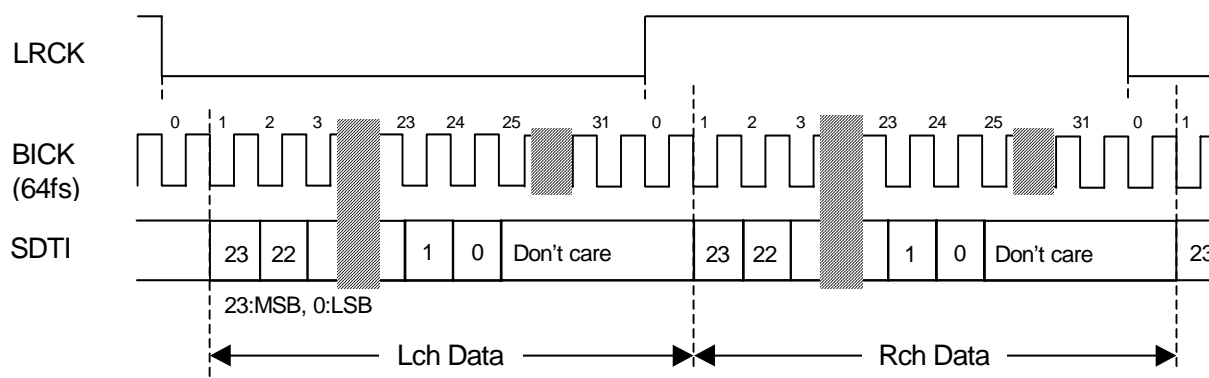 LRCK
0 1 2 3 23 24 25 31 0 1 2 3 23 24 25 31 0 1
BICK
(64fs)
SDTI 23 22 1 0 Don't care 23 22 1 0 Don't care 23
23:MSB, 0:LSB
Lch Data Rch Data